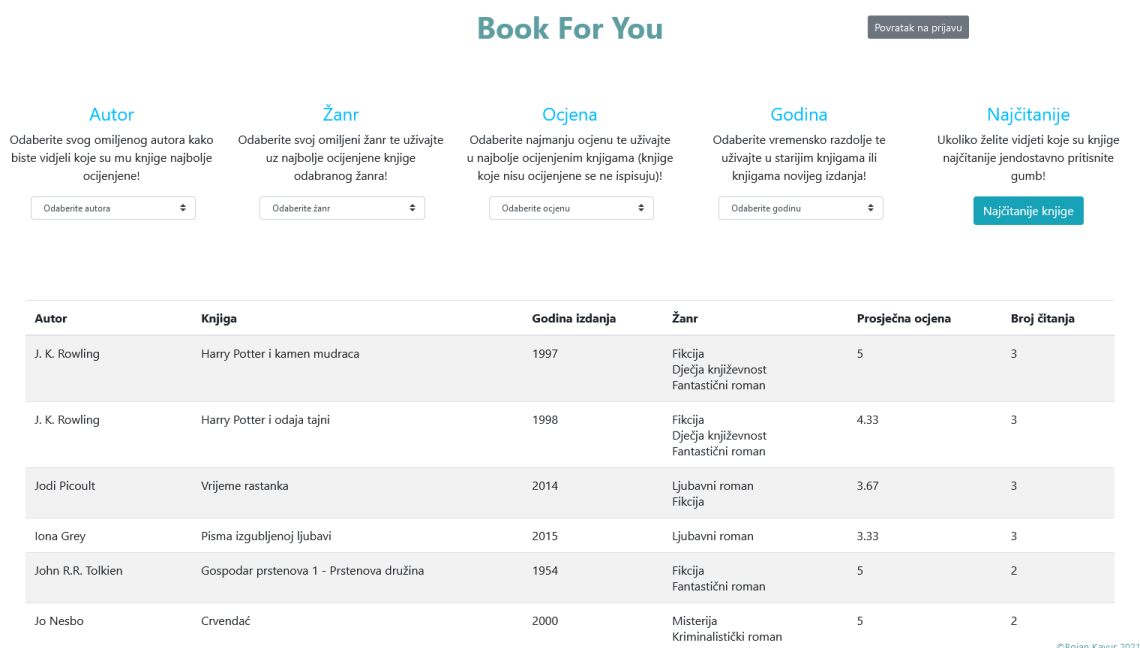 Book For You
Povratak na prijavu
Autor
Odaberite svog omiljenog autora kako
biste vidjeli koje su mu knjige najbolje
ocijenjene!
Odaberite autora
Žanr
Odaberite svoj omiljeni žanr te uživajte
uz najbolje ocijenjene knjige
odabranog žanra!
Odaberite žanr
Ocjena
Odaberite najmanju ocjenu te uživajte
u najbolje ocijenjenim knjigama (knjige
koje nisu ocijenjene se ne ispisuju)!
Odaberite ocjenu
Godina
Odaberite vremensko razdolje te
uživajte u starijim knjigama ili
knjigama novijeg izdanja!
Odaberite godinu
Najčitanije
Ukoliko želite vidjeti koje su knjige
najčitanije jendostavno pritisnite
gumb!
Najčitanije knjige
Autor Knjiga Godina izdanja Žanr Prosječna ocjena Broj čitanja
J. K. Rowling Harry Potter i kamen mudraca 1997 Fikcija 5 3
Dječja književnost
Fantastični roman
J. K. Rowling Harry Potter i odaja tajni 1998 Fikcija 4.33 3
Dječja književnost
Fantastični roman
Jodi Picoult Vrijeme rastanka 2014 Ljubavni roman 3.67 3
Fikcija
Iona Grey Pisma izgubljenoj ljubavi 2015 Ljubavni roman 3.33 3
John R.R. Tolkien Gospodar prstenova 1 - Prstenova družina 1954 Fikcija 5 2
Fantastični roman
Jo Nesbo Crvendać 2000 Misterija 5 2
Kriminalistički roman
©Bojan Kavur 2021